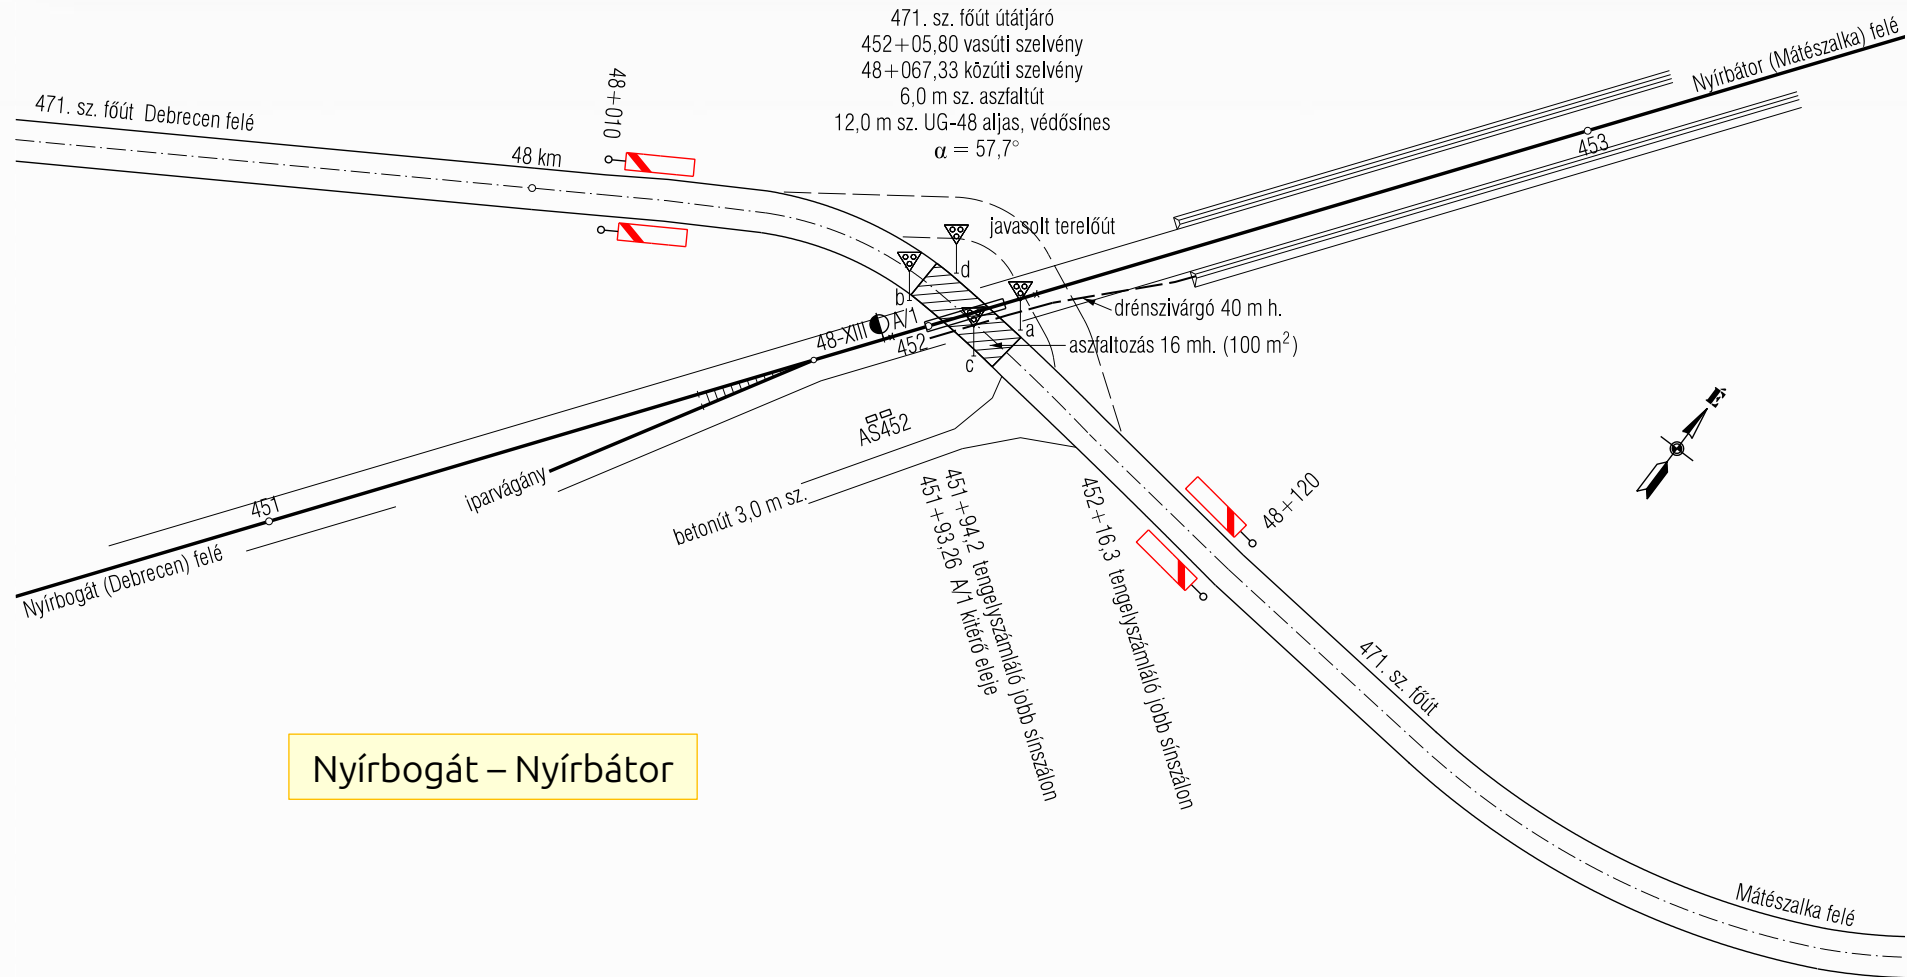 471. sz. főút útátjáró
452+05,80 vasúti szelvény
48+067,33 közúti szelvény
6,0 m sz. aszfaltút
12,0 m sz. UG-48 aljas, védősínes
α = 57,7°
Nyírbátor (Mátészalka) felé
471. sz. főút Debrecen felé
48+010
48 km
453
javasolt terelőút
d
b
drénszivárgó 40 m h.
48-XIII
A/1
a
452
aszfaltozás 16 mh. (100 m²)
c
É
AS452
iparvágány
451
betonút 3,0 m sz.
451+93,26 A/1 kitérő eleje
451+94,2 tengelyszámláló jobb sínszálon
452+16,3 tengelyszámláló jobb sínszálon
48+120
Nyírbogát (Debrecen) felé
471. sz. főút
Nyírbogát – Nyírbátor
Mátészalka felé